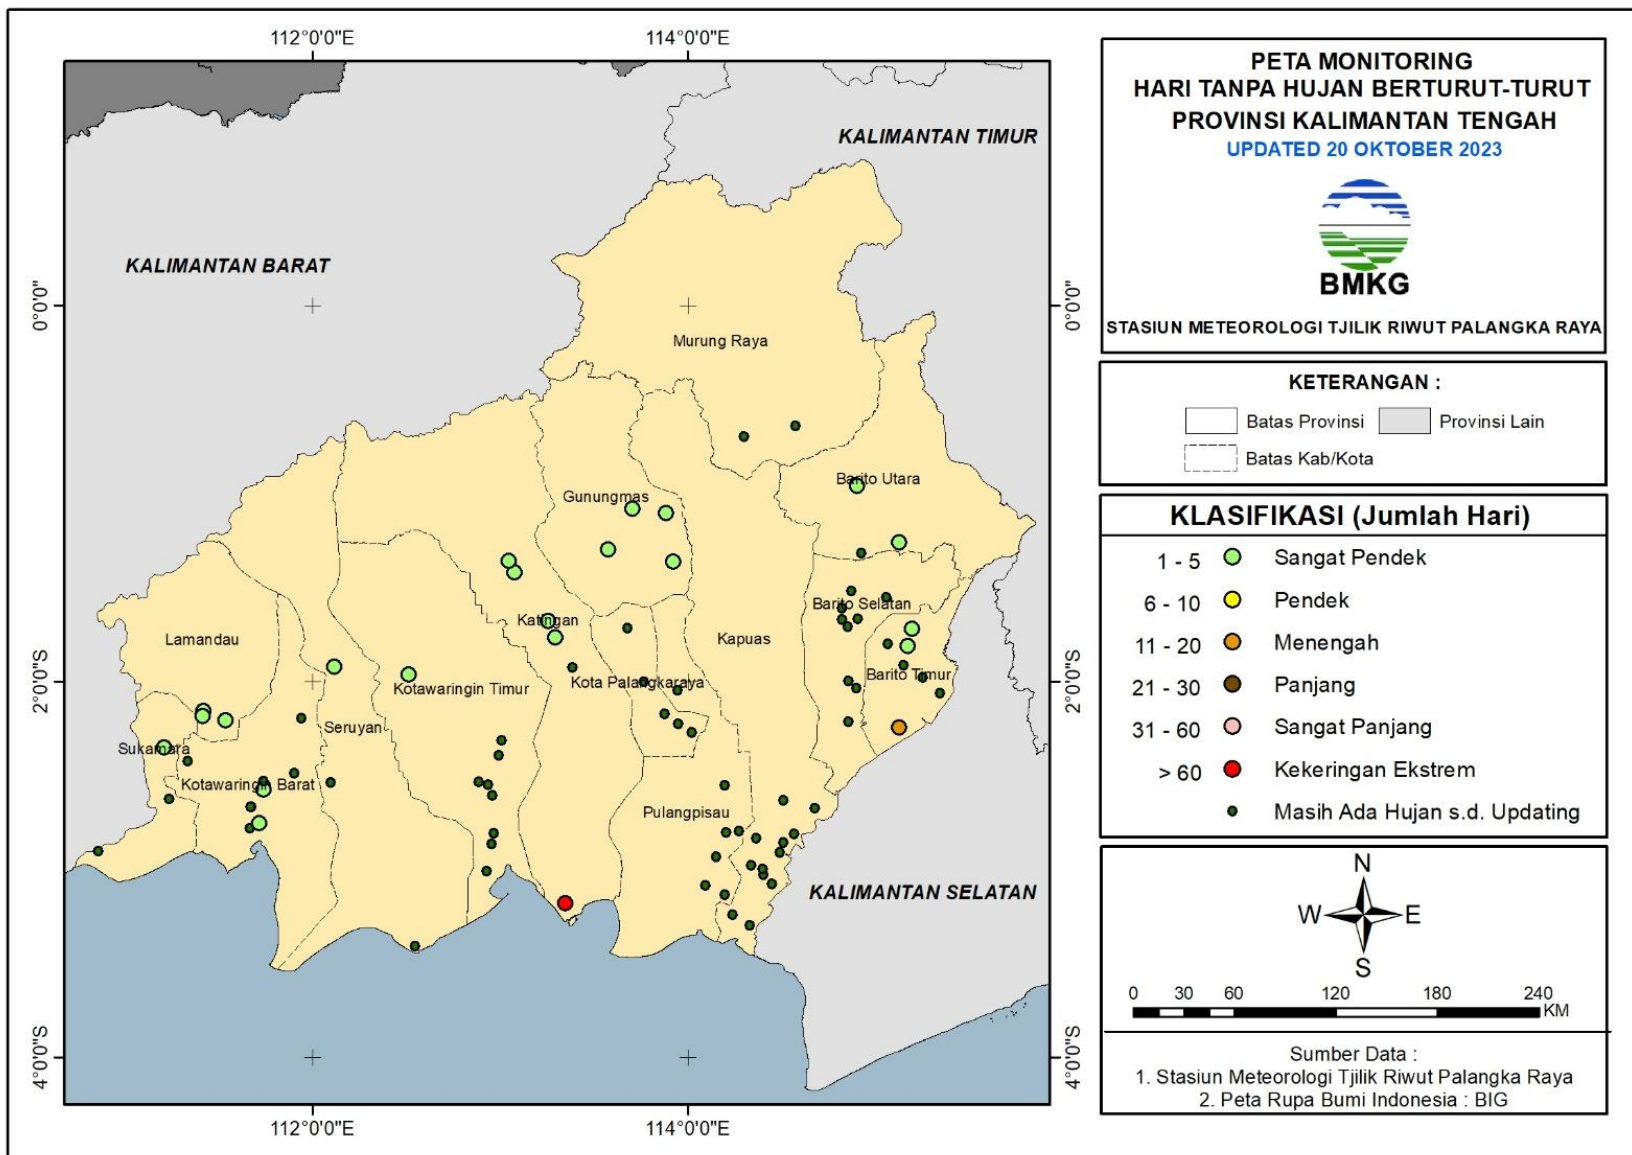 112°0'0"E
114°0'0"E
PETA MONITORING
HARI TANPA HUJAN BERTURUT-TURUT
PROVINSI KALIMANTAN TENGAH
UPDATED 20 OKTOBER 2023
BMKG
STASIUN METEOROLOGI TJILIK RIWUT PALANGKA RAYA
KETERANGAN :
Batas Provinsi
Provinsi Lain
Batas Kab/Kota
KLASIFIKASI (Jumlah Hari)
1 - 5 Sangat Pendek
6 - 10 Pendek
11 - 20 Menengah
21 - 30 Panjang
31 - 60 Sangat Panjang
> 60 Kekeringan Ekstrem
Masih Ada Hujan s.d. Updating
N
W
E
S
0 30 60 120 180 240
KM
Sumber Data :
1. Stasiun Meteorologi Tjilik Riwut Palangka Raya
2. Peta Rupa Bumi Indonesia : BIG
KALIMANTAN TIMUR
KALIMANTAN BARAT
0°0'0"
0°0'0"
Murung Raya
Barito Utara
Gunungmas
Barito Selatan
Katingan
Lamandau
Kapuas
Barito Timur
2°0'0"S
2°0'0"S
Kota Palangkaraya
Kotawaringin Timur
Seruyan
Sukamara
Kotawaringin Barat
Pulangpisau
KALIMANTAN SELATAN
4°0'0"S
4°0'0"S
112°0'0"E
114°0'0"E